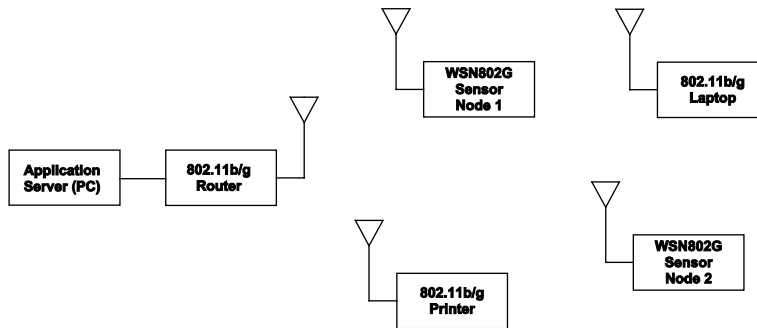 WSN802G
Sensor
Node 1
802.11b/g
Laptop
Application
Server (PC)
802.11b/g
Router
WSN802G
Sensor
Node 2
802.11b/g
Printer